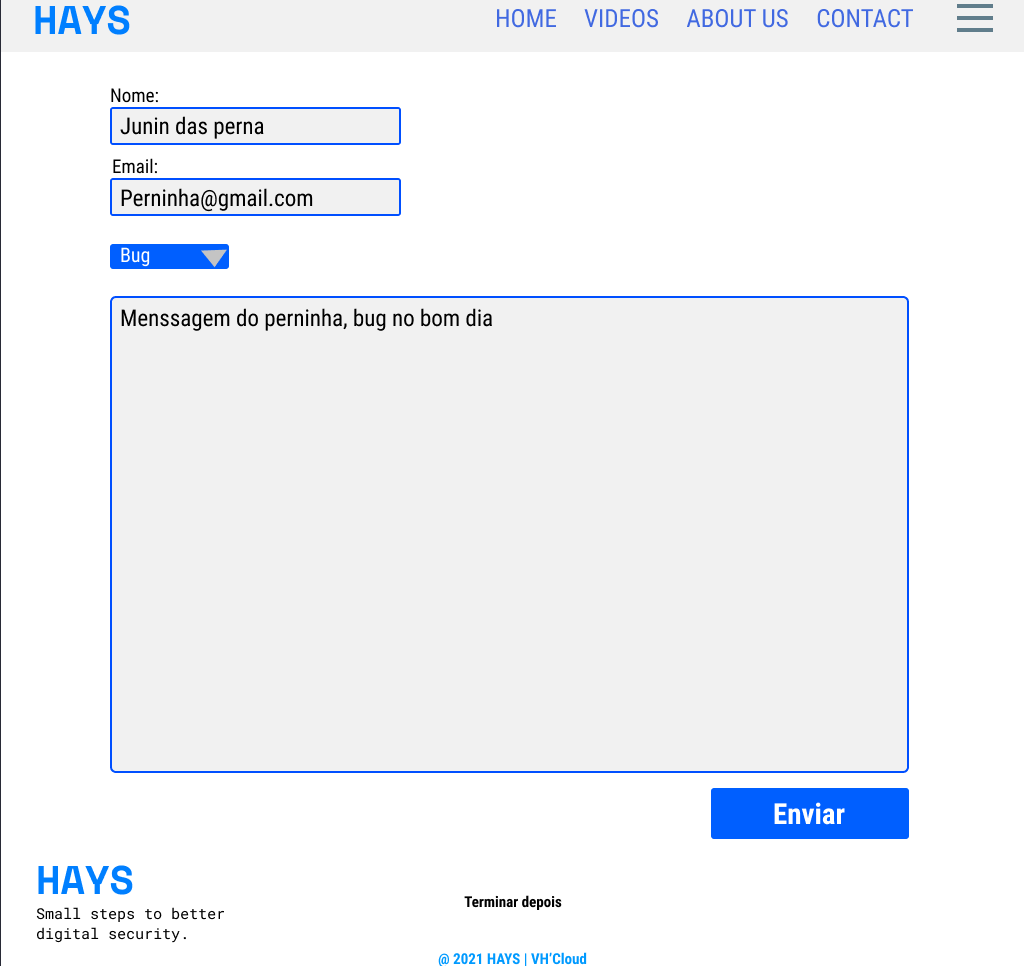 HAYS HOME VIDEOS ABOUT US CONTACT
Nome:
Junin das perna
Email:
Perninha@gmail.com
Bug
Menssagem do perninha, bug no bom dia
Enviar
HAYS
Small steps to better
digital security.
Terminar depois
@ 2021 HAYS | VH'Cloud